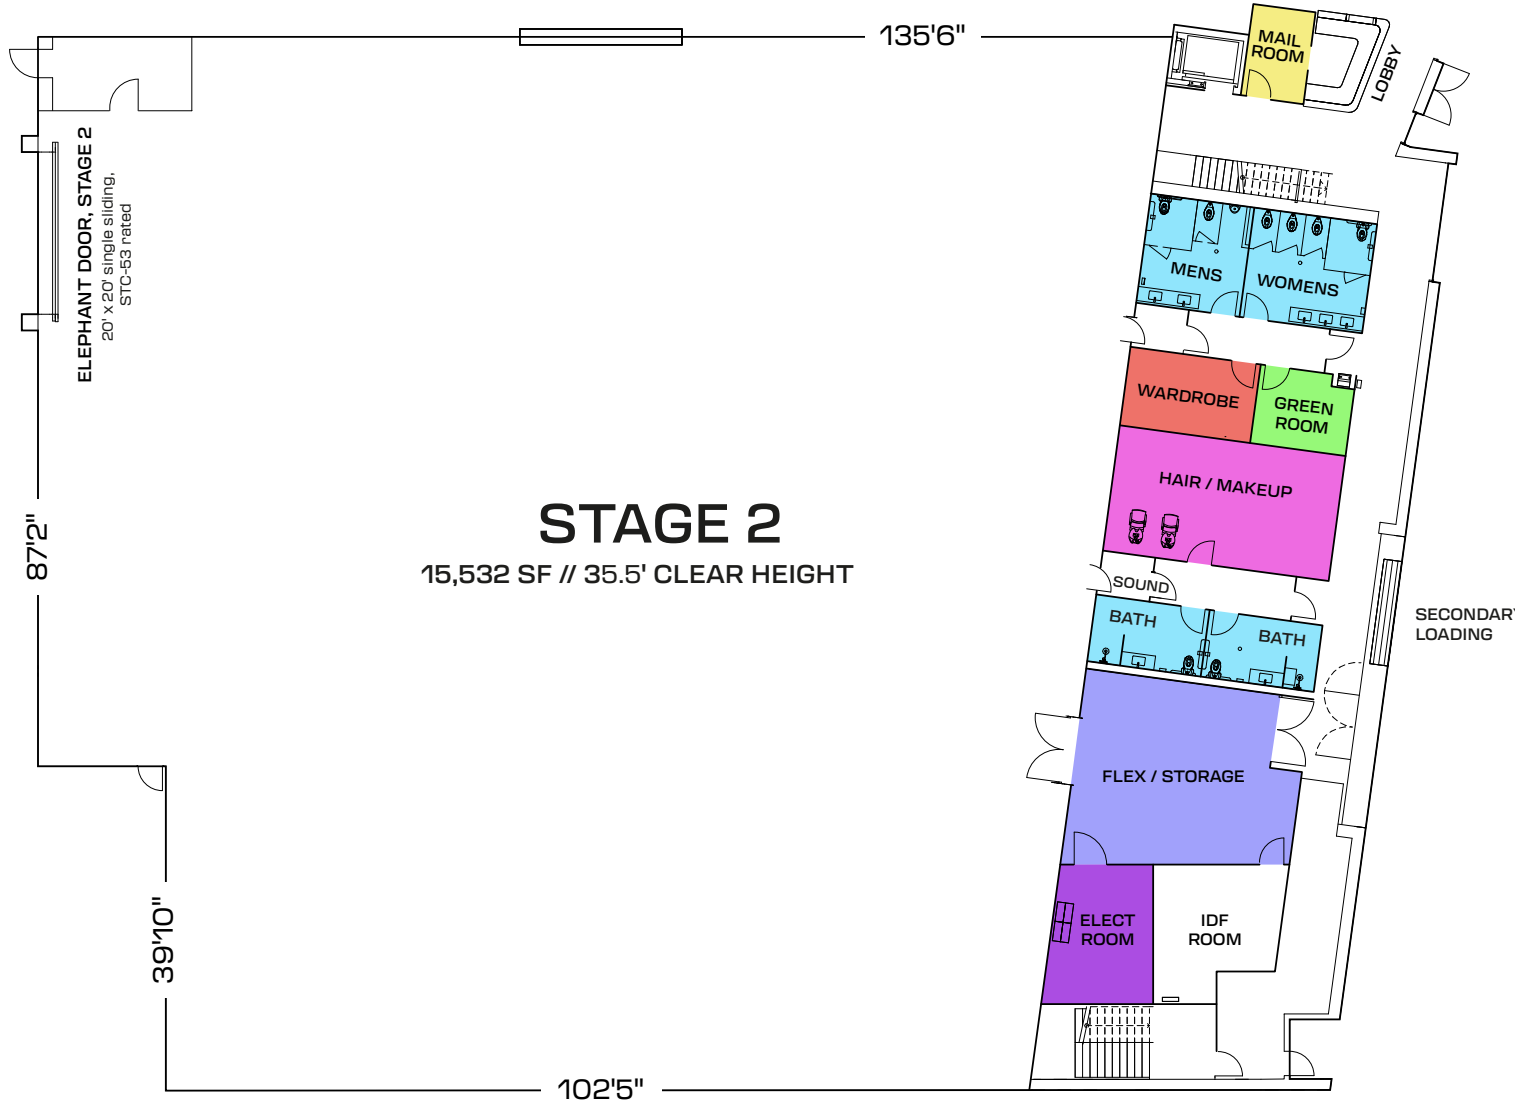 135'6"
MAIL
ROOM
LOBBY
ELEPHANT DOOR, STAGE 2
20' x 20' single sliding,
STC-53 rated
MENS
WOMENS
WARDROBE
GREEN
ROOM
HAIR / MAKEUP
STAGE 2
15,532 SF // 35.5' CLEAR HEIGHT
87'2"
SOUND
BATH
BATH
SECONDARY
LOADING
FLEX / STORAGE
39'10"
ELECT
ROOM
IDF
ROOM
102'5"